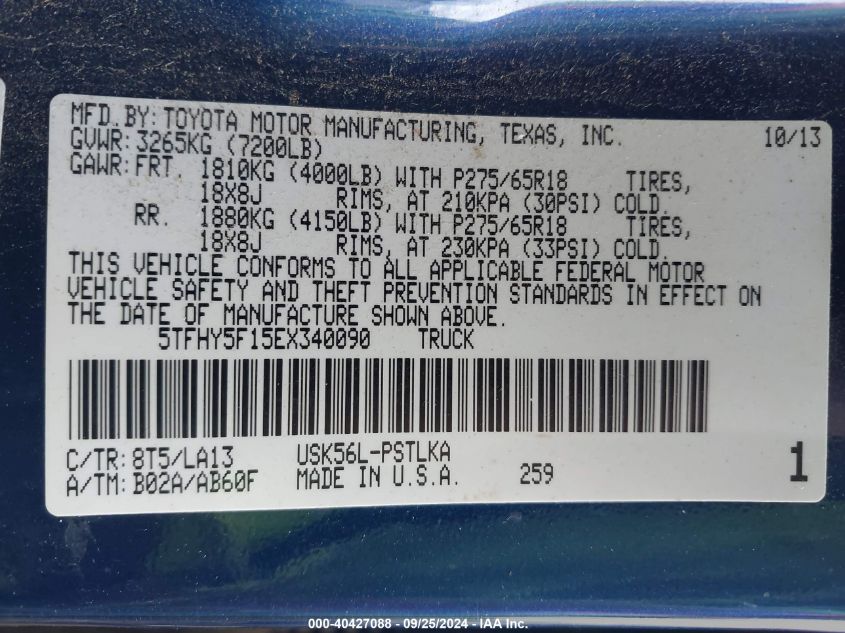 MFD. BY: TOYOTA MOTOR MANUFACTURING, TEXAS, INC. 10/13
GVWR: 3265KG (7200LB)
GAWR: FRT. 1810KG (4000LB) WITH P275/65R18 TIRES,
18X8J RIMS, AT 210KPA (30PSI) COLD.
RR. 1880KG (4150LB) WITH P275/65R18 TIRES,
18X8J RIMS, AT 230KPA (33PSI) COLD.
THIS VEHICLE CONFORMS TO ALL APPLICABLE FEDERAL MOTOR
VEHICLE SAFETY AND THEFT PREVENTION STANDARDS IN EFFECT ON
THE DATE OF MANUFACTURE SHOWN ABOVE.
5TFHY5F15EX340090 TRUCK
C/TR: 8T5/LA13 USK56L-PSTLKA
A/TM: B02A/AB60F MADE IN U.S.A. 259 1
000-40427088 - 09/25/2024 - IAA Inc.